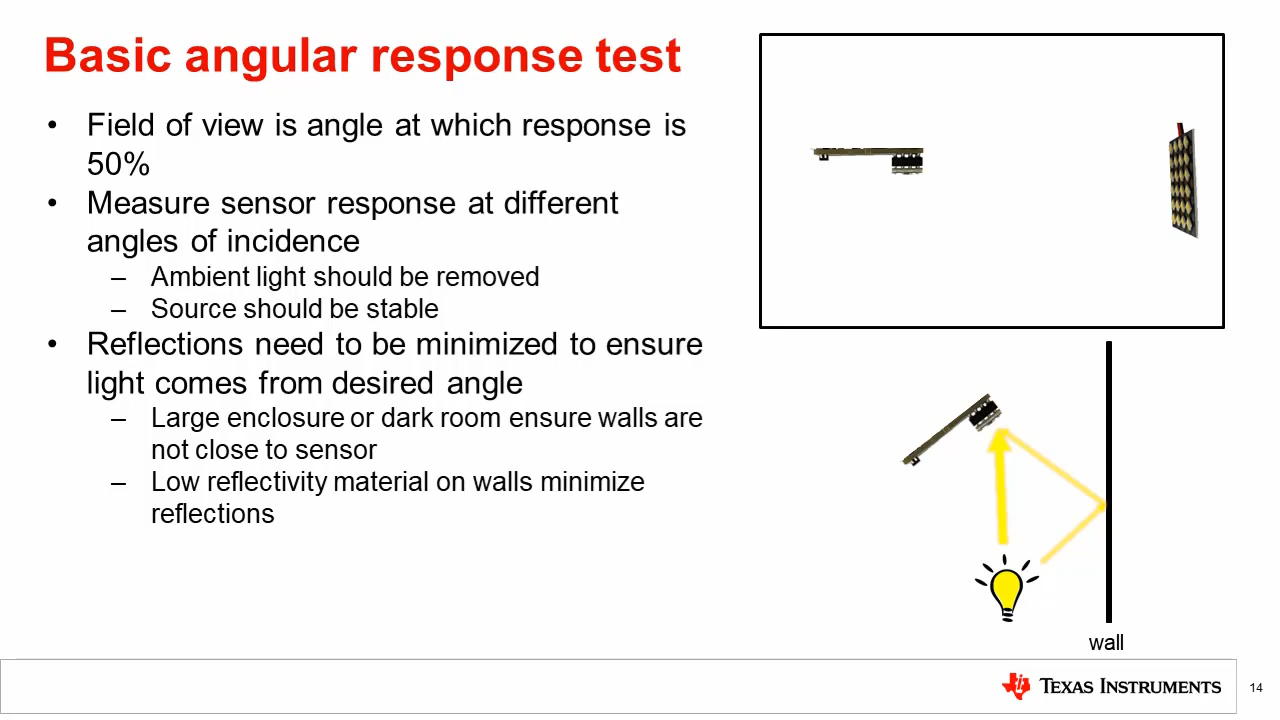 Basic angular response test
• Field of view is angle at which response is
50%
• Measure sensor response at different
angles of incidence
– Ambient light should be removed
– Source should be stable
• Reflections need to be minimized to ensure
light comes from desired angle
– Large enclosure or dark room ensure walls are
not close to sensor
– Low reflectivity material on walls minimize
reflections
wall
TEXAS INSTRUMENTS
14